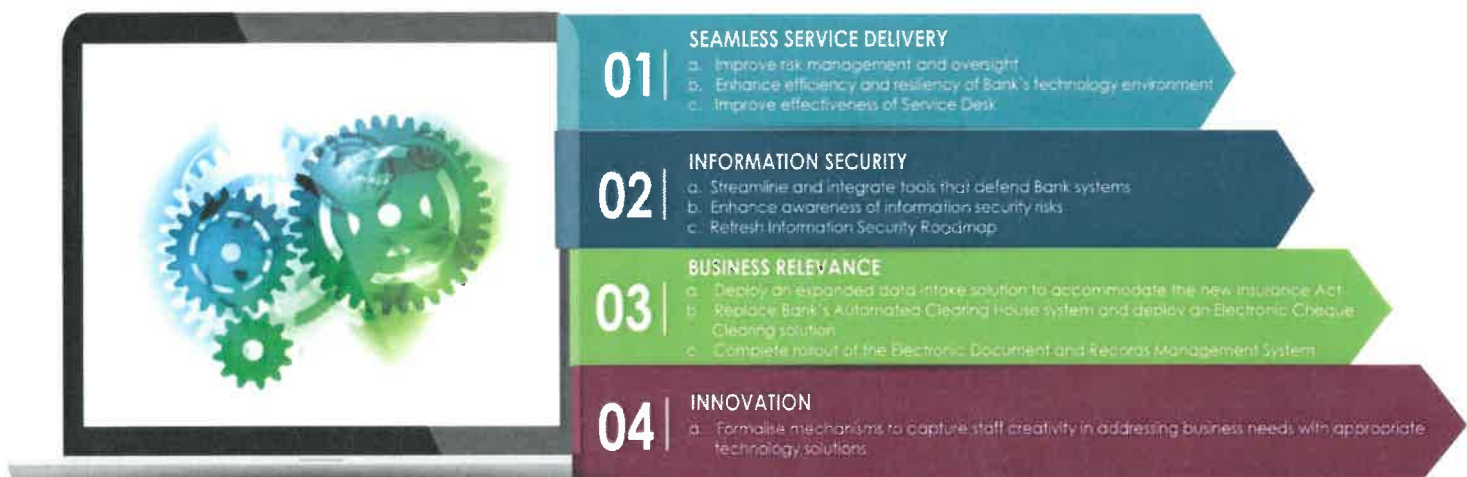 01
SEAMLESS SERVICE DELIVERY
a. Improve risk management and oversight
b. Enhance efficiency and resiliency of Bank's technology environment
c. Improve effectiveness of Service Desk
02
INFORMATION SECURITY
a. Streamline and integrate tools that defend Bank systems
b. Enhance awareness of information security risks
c. Refresh Information Security Roadmap
03
BUSINESS RELEVANCE
a. Deploy an expanded data intake solution to accommodate the new Insurance Act
b. Replace Bank's Automated Clearing House system and deploy an Electronic Cheque
Clearing solution
c. Complete rollout of the Electronic Document and Records Management System
04
INNOVATION
a. Formalise mechanisms to capture staff creativity in addressing business needs with appropriate
technology solutions